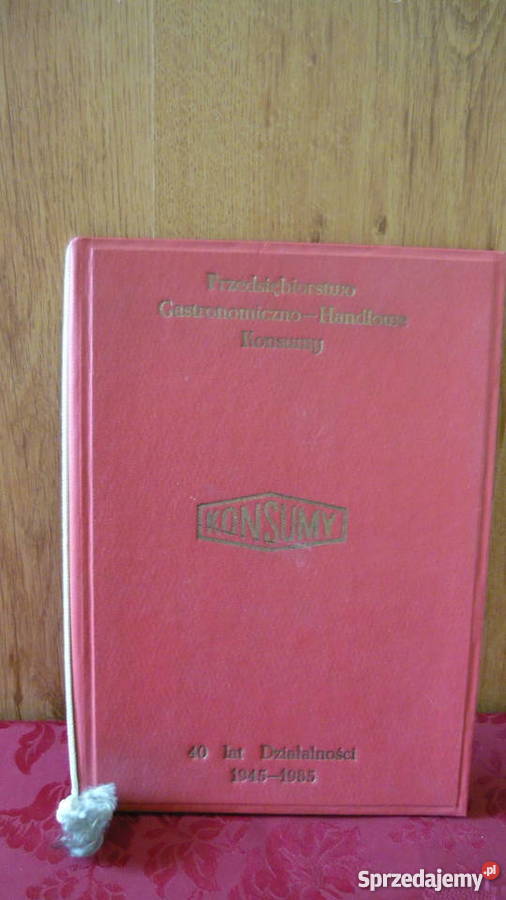 Przedsiębiorstwo
Gastronomiczno-Handlowe
Konsumy
KONSUMY
40 lat Działalności
1945-1985
Sprzedajemy.pl